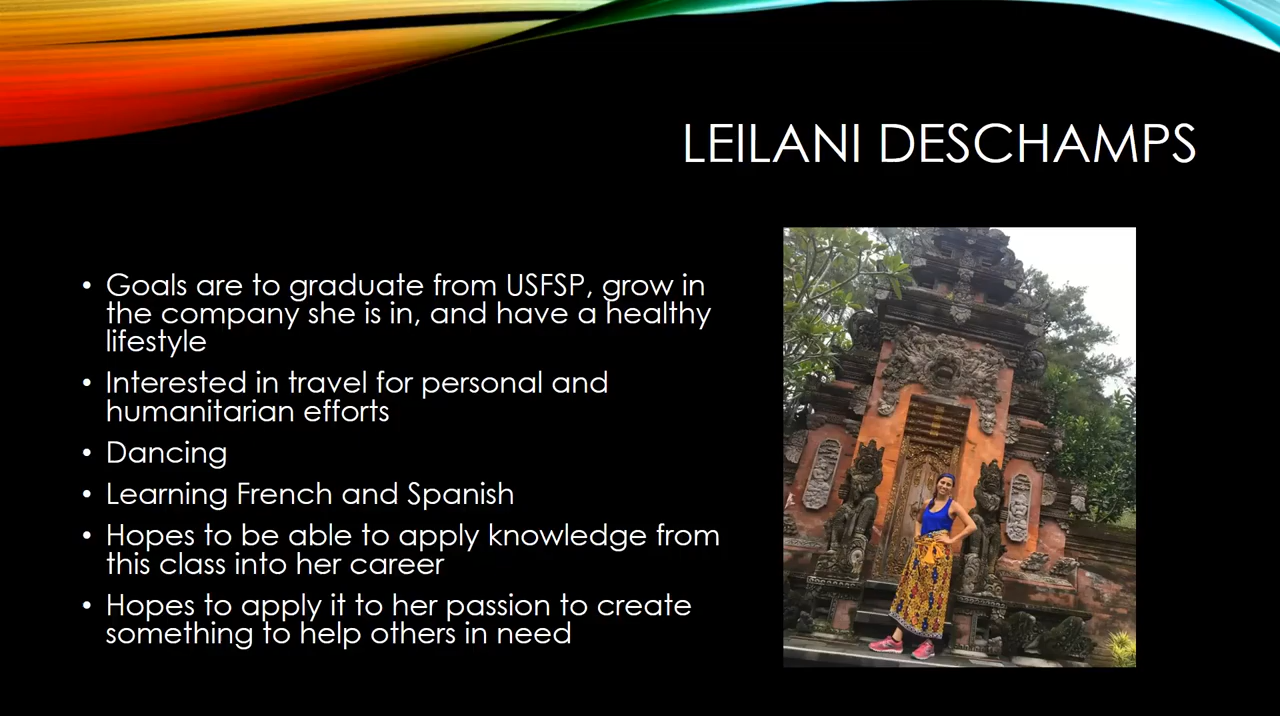 LEILANI DESCHAMPS
• Goals are to graduate from USFSP, grow in
the company she is in, and have a healthy
lifestyle
• Interested in travel for personal and
humanitarian efforts
• Dancing
• Learning French and Spanish
• Hopes to be able to apply knowledge from
this class into her career
• Hopes to apply it to her passion to create
something to help others in need